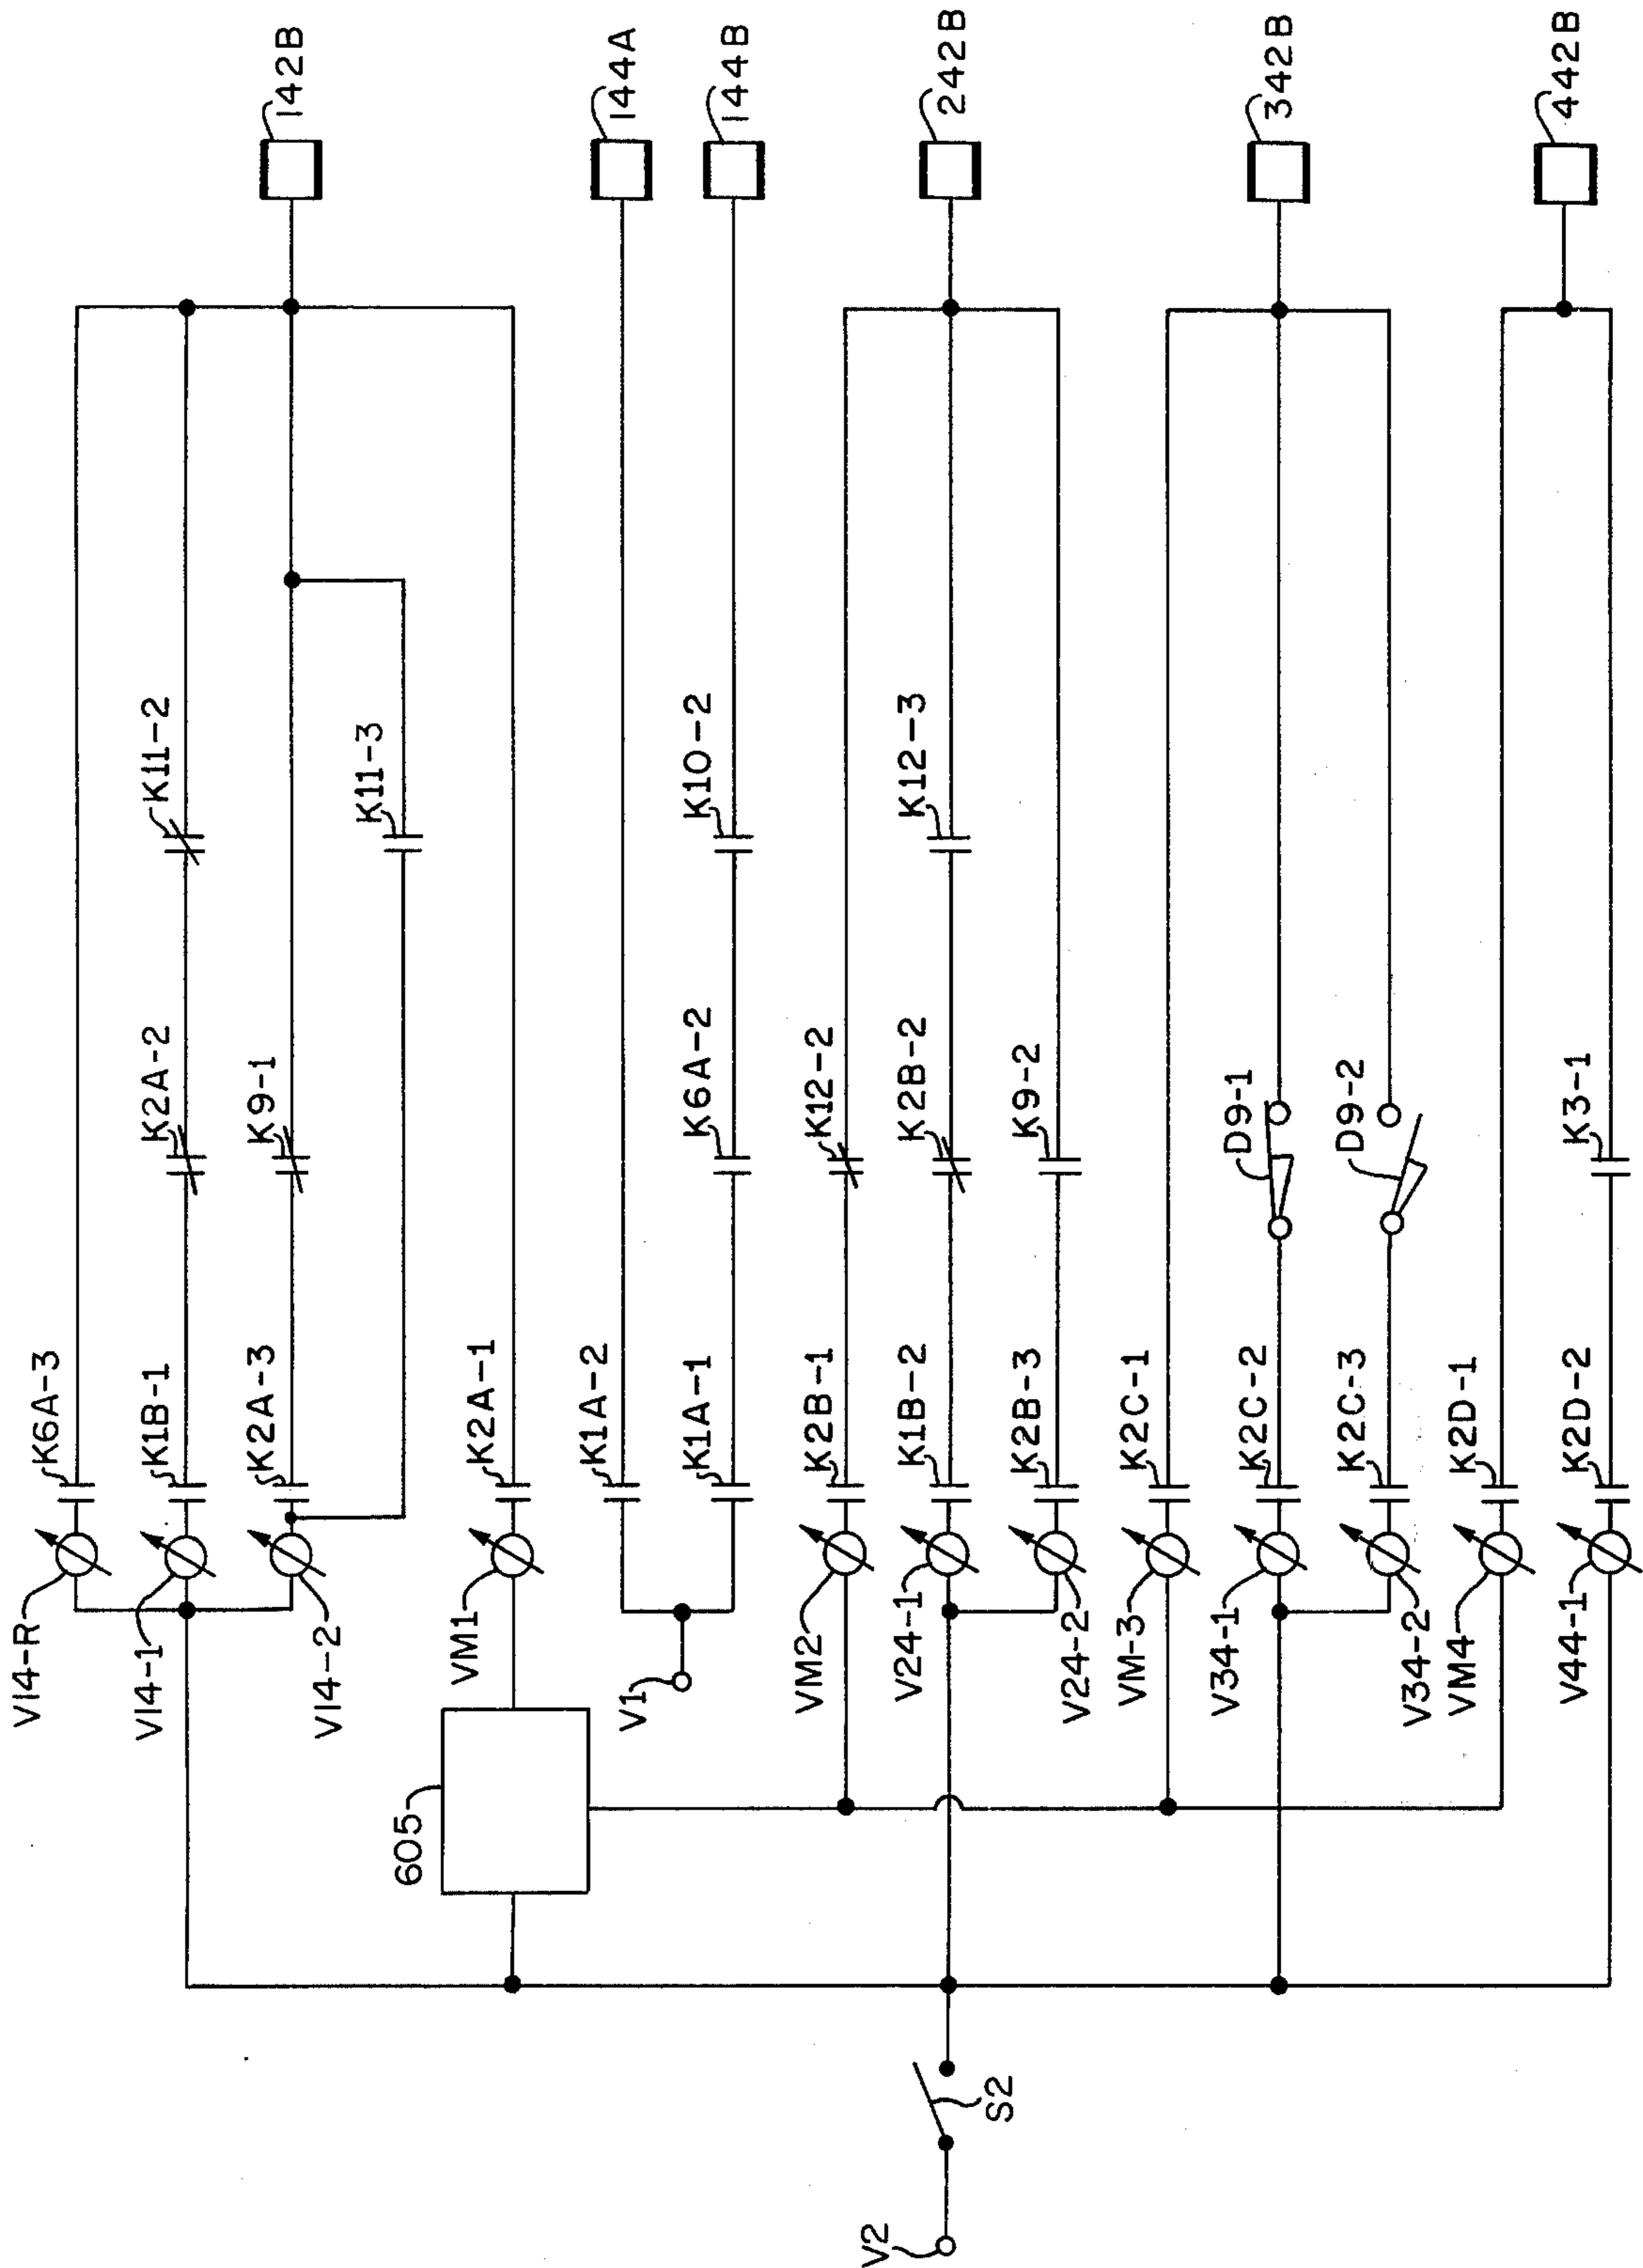 142B
144A
144B
242B
342B
442B
K11-2
K11-3
K10-2
K12-3
K2A-2
K9-1
K6A-2
K12-2
K2B-2
K9-2
D9-1
D9-2
K3-1
K6A-3
K1B-1
K2A-3
K2A-1
K1A-2
K1A-1
K2B-1
K1B-2
K2B-3
K2C-1
K2C-2
K2C-3
K2D-1
K2D-2
V14-R
V14-1
V14-2
VM1
V1
VM2
V24-1
V24-2
VM-3
V34-1
V34-2
VM4
V44-1
605
S2
V2